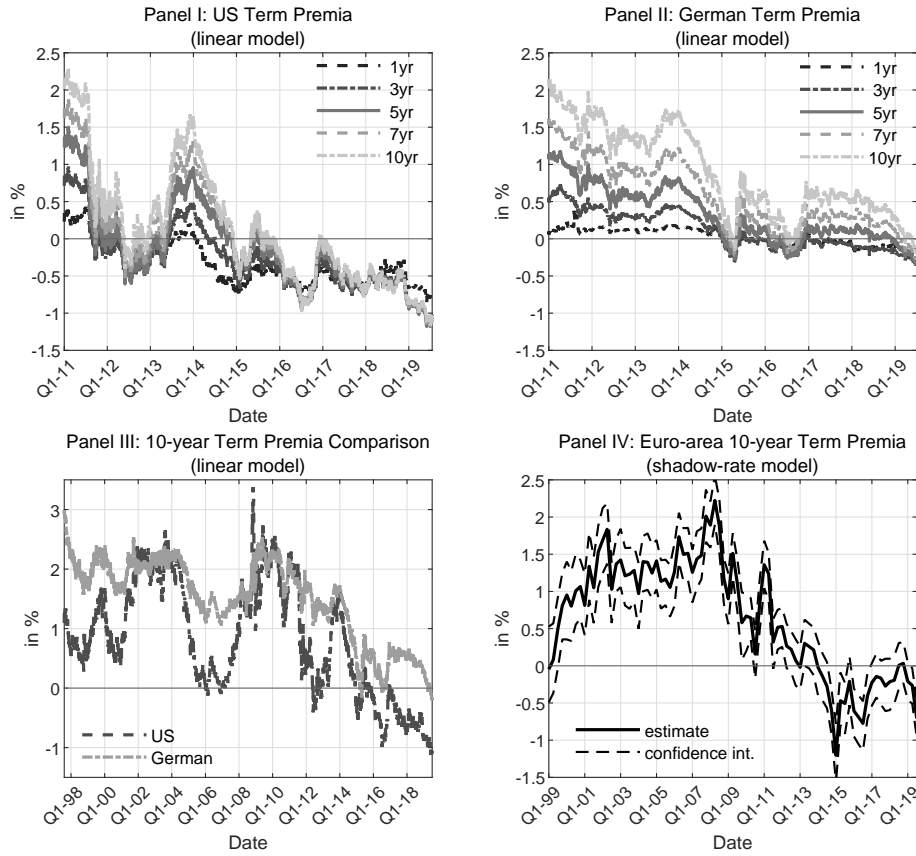 Panel I: US Term Premia
(linear model)
2.5
2
1.5
1
0.5
0
-0.5
-1
-1.5
in %
1yr
3yr
5yr
7yr
10yr
Q1-11
Q1-12
Q1-13
Q1-14
Q1-15
Q1-16
Q1-17
Q1-18
Q1-19
Date
Panel II: German Term Premia
(linear model)
2.5
2
1.5
1
0.5
0
-0.5
-1
-1.5
in %
1yr
3yr
5yr
7yr
10yr
Q1-11
Q1-12
Q1-13
Q1-14
Q1-15
Q1-16
Q1-17
Q1-18
Q1-19
Date
Panel III: 10-year Term Premia Comparison
(linear model)
3
2
1
0
-1
in %
US
German
Q1-98
Q1-00
Q1-02
Q1-04
Q1-06
Q1-08
Q1-10
Q1-12
Q1-14
Q1-16
Q1-18
Date
Panel IV: Euro-area 10-year Term Premia
(shadow-rate model)
2.5
2
1.5
1
0.5
0
-0.5
-1
-1.5
in %
estimate
confidence int.
Q1-99
Q1-01
Q1-03
Q1-05
Q1-07
Q1-09
Q1-11
Q1-13
Q1-15
Q1-17
Q1-19
Date